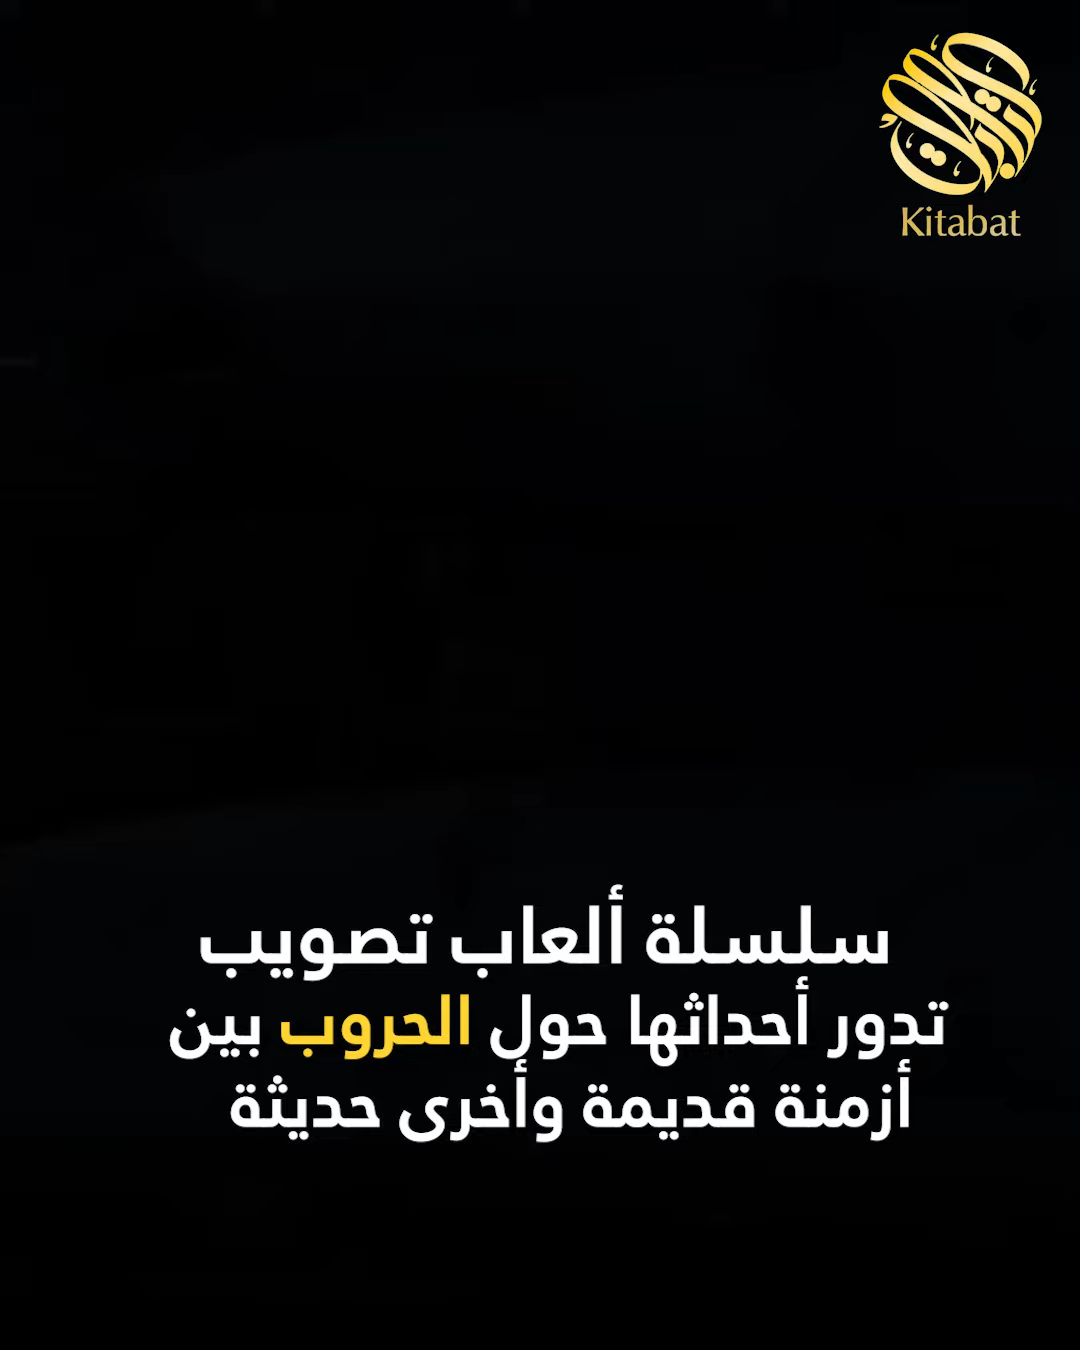 Kitabat
سلسلة ألعاب تصويب
تدور أحداثها حول الحروب بين
أزمنة قديمة وأخرى حديثة